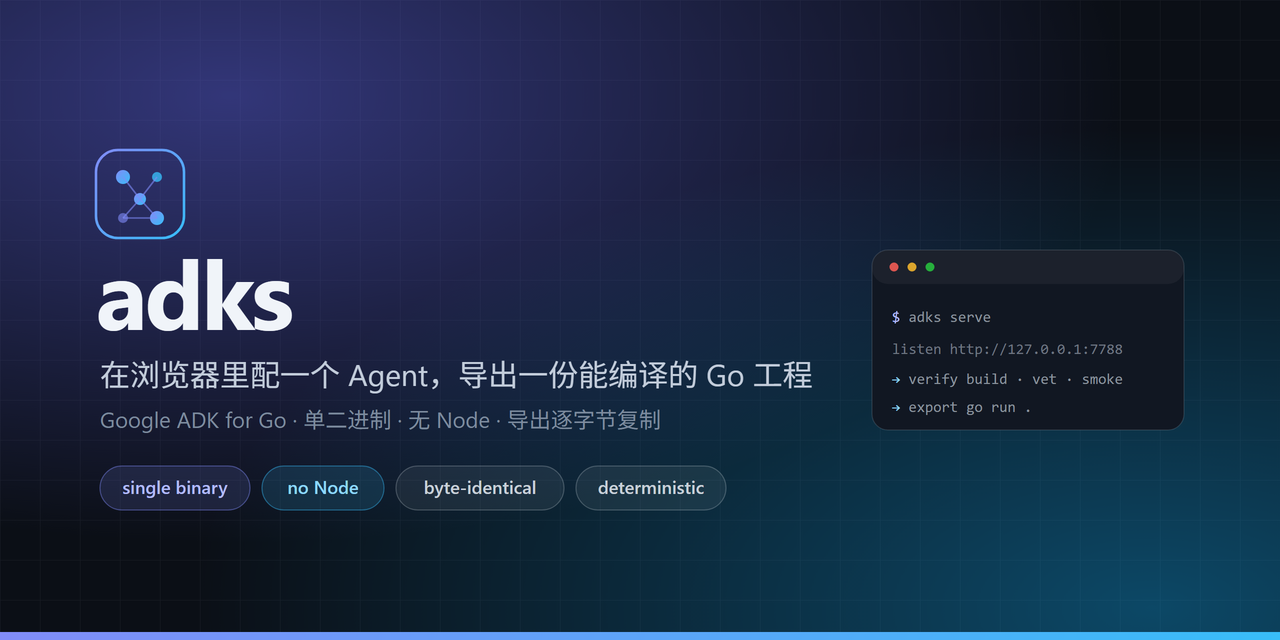 adks
在浏览器里配一个 Agent，导出一份能编译的 Go 工程
Google ADK for Go · 单二进制 · 无 Node · 导出逐字节复制
single binary
no Node
byte-identical
deterministic
$ adks serve
listen http://127.0.0.1:7788
→ verify build · vet · smoke
→ export go run .